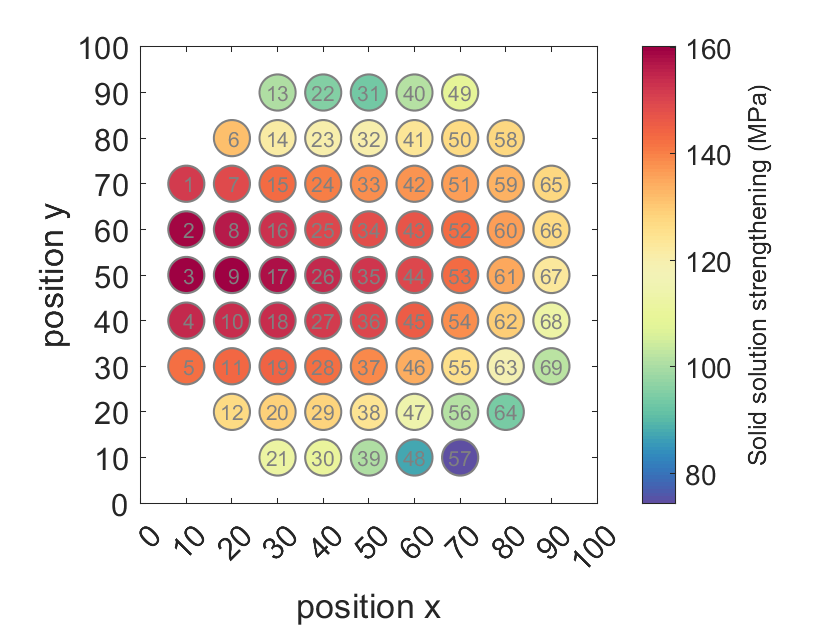 100
90
80
70
60
50
40
30
20
10
0
position y
13 22 31 40 49
6 14 23 32 41 50 58
1 7 15 24 33 42 51 59 65
2 8 16 25 34 43 52 60 66
3 9 17 26 35 44 53 61 67
4 10 18 27 36 45 54 62 68
5 11 19 28 37 46 55 63 69
12 20 29 38 47 56 64
21 30 39 48 57
0 10 20 30 40 50 60 70 80 90 100
position x
160
140
120
100
80
Solid solution strengthening (MPa)